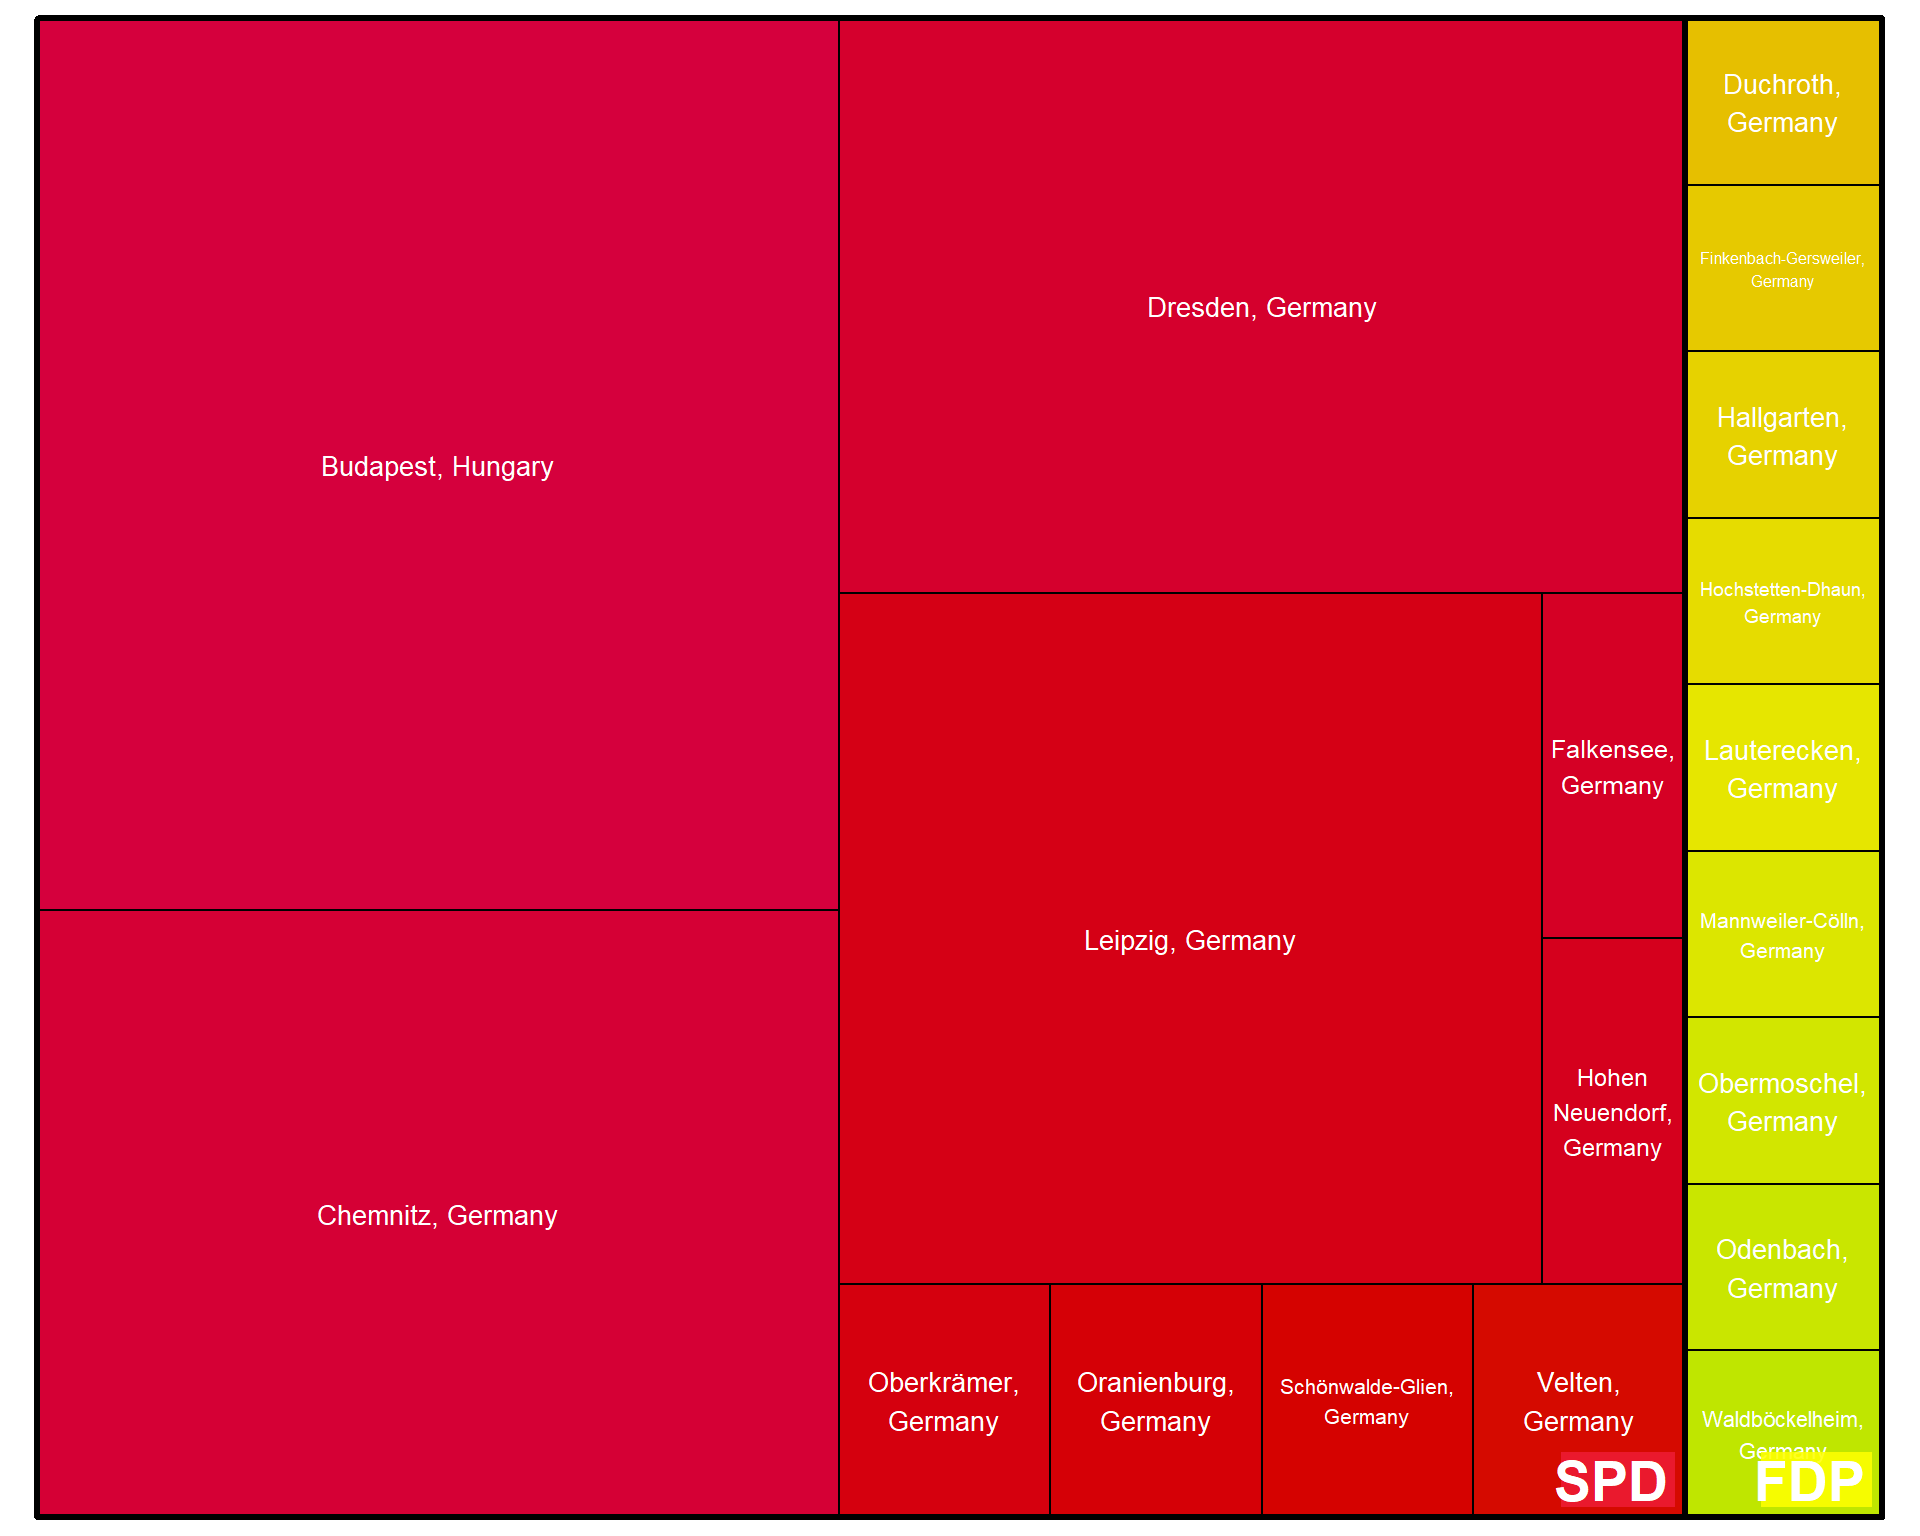 Budapest, Hungary
Chemnitz, Germany
Dresden, Germany
Leipzig, Germany
Falkensee,
Germany
Hohen
Neuendorf,
Germany
Oberkrämer,
Germany
Oranienburg,
Germany
Schönwalde-Glien,
Germany
Velten,
Germany
SPD
Duchroth,
Germany
Finkenbach-Gersweiler,
Germany
Hallgarten,
Germany
Hochstetten-Dhaun,
Germany
Lauterecken,
Germany
Mannweiler-Cölln,
Germany
Obermoschel,
Germany
Odenbach,
Germany
Waldböckelheim,
Germany
FDP